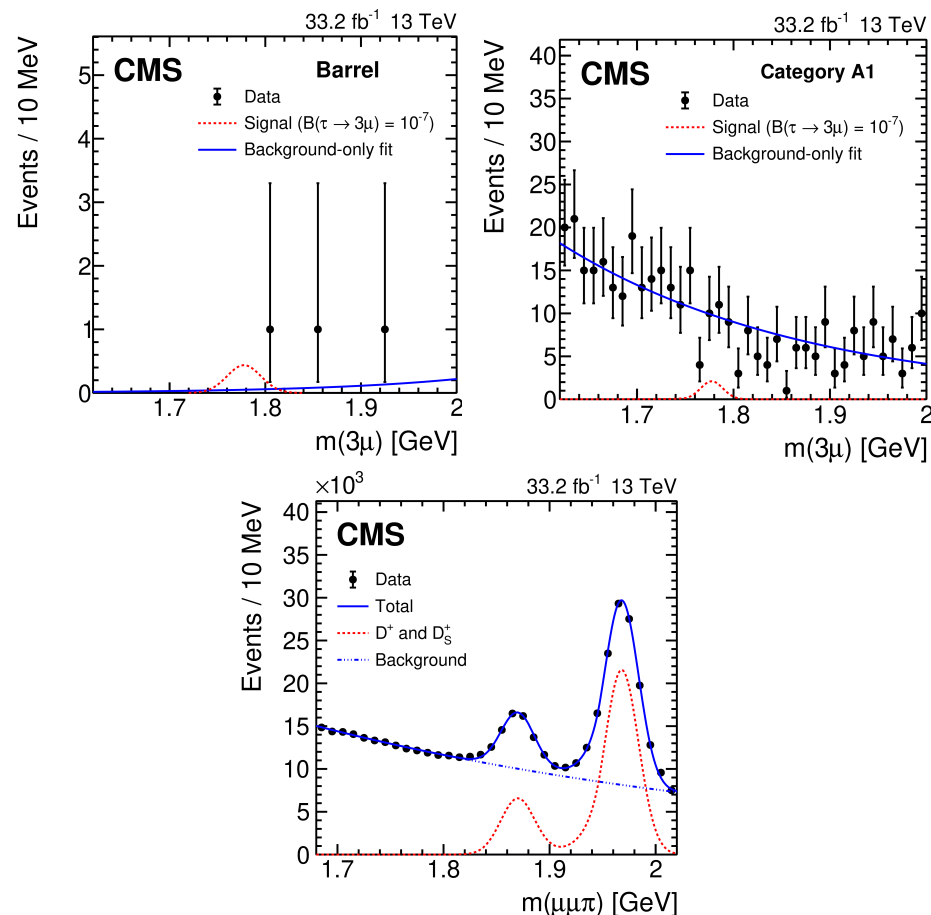 33.2 fb⁻¹ 13 TeV
CMS
Barrel
Data
Signal (B(τ → 3μ) = 10⁻⁷)
Background-only fit
Events / 10 MeV
5
4
3
2
1
0
1.7
1.8
1.9
2
m(3μ) [GeV]
33.2 fb⁻¹ 13 TeV
CMS
Category A1
Data
Signal (B(τ → 3μ) = 10⁻⁷)
Background-only fit
Events / 10 MeV
40
35
30
25
20
15
10
5
0
1.7
1.8
1.9
2
m(3μ) [GeV]
×10³
33.2 fb⁻¹ 13 TeV
CMS
Data
Total
D⁺ and D_S⁺
Background
Events / 10 MeV
40
35
30
25
20
15
10
5
0
1.7
1.8
1.9
2
m(μμπ) [GeV]